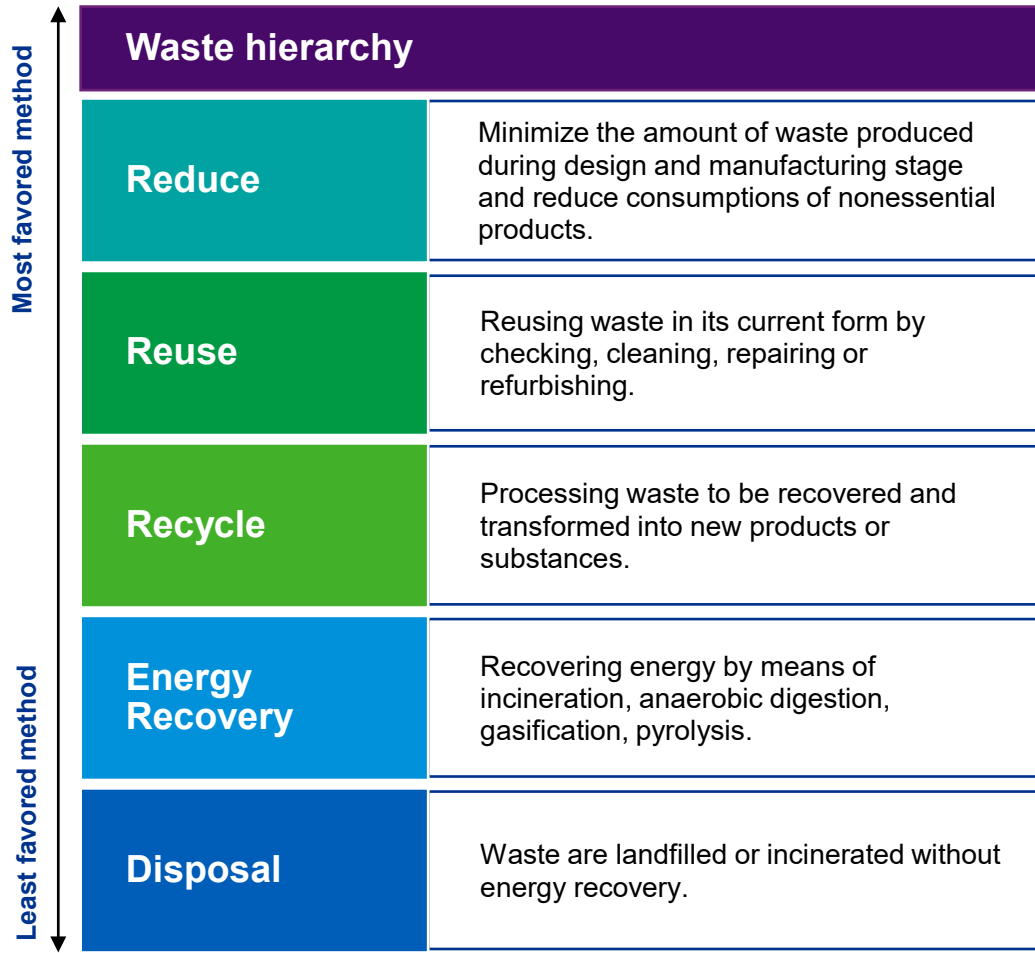 Waste hierarchy
Most favored method
Least favored method
Reduce
Minimize the amount of waste produced
during design and manufacturing stage
and reduce consumptions of nonessential
products.
Reuse
Reusing waste in its current form by
checking, cleaning, repairing or
refurbishing.
Recycle
Processing waste to be recovered and
transformed into new products or
substances.
Energy
Recovery
Recovering energy by means of
incineration, anaerobic digestion,
gasification, pyrolysis.
Disposal
Waste are landfilled or incinerated without
energy recovery.